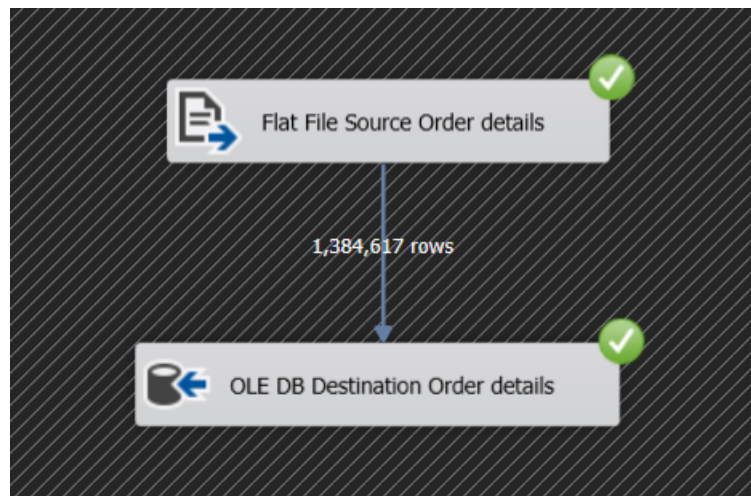 Flat File Source Order details
1,384,617 rows
OLE DB Destination Order details